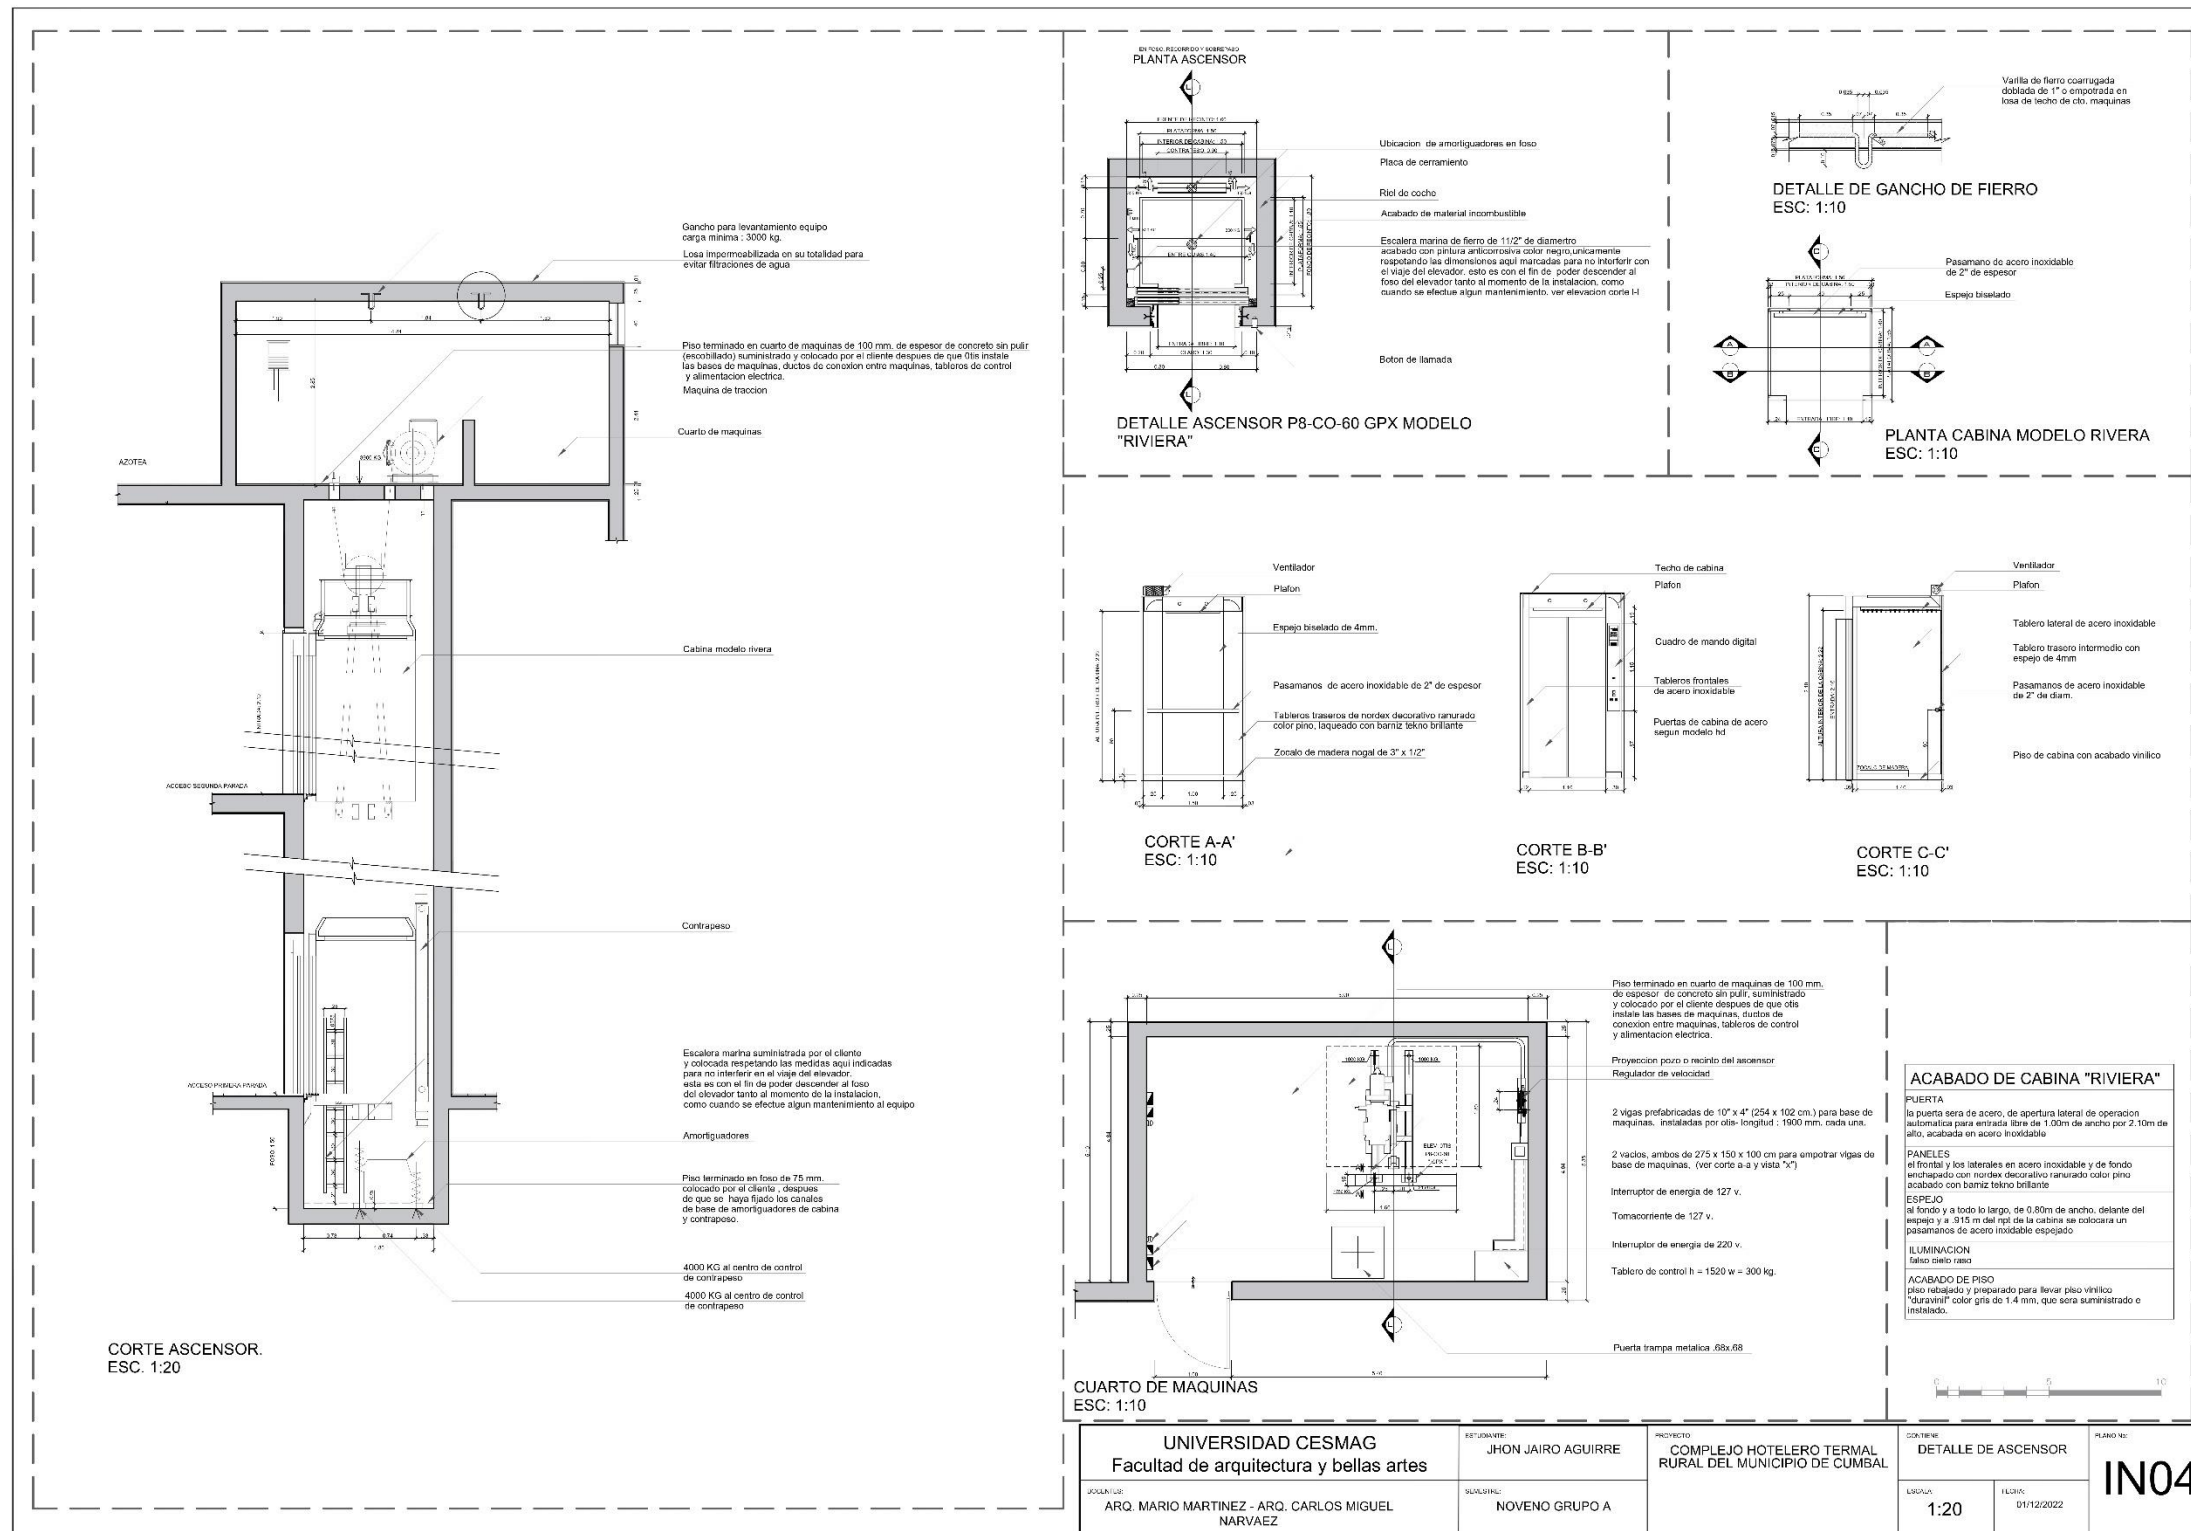 Gancho para levantamiento equipo
carga minima : 3000 kg.
Losa impermeabilizada en su totalidad para
evitar filtraciones de agua
Piso terminado en cuarto de maquinas de 100 mm. de espesor de concreto sin pulir
(escobillado) suministrado y colocado por el cliente despues de que 0tis instale
las bases de maquinas, ductos de conexion entre maquinas, tableros de control
y alimentacion electrica.
Maquina de traccion
Cuarto de maquinas
AZOTEA
Cabina modelo rivera
ACCESO SEGUNDA PARADA
Contrapeso
Escalera marina suministrada por el cliente
y colocada respetando las medidas aqui indicadas
para no interferir en el viaje del elevador.
esta es con el fin de poder descender al foso
del elevador tanto al momento de la instalacion,
como cuando se efectue algun mantenimiento al equipo
ACCESO PRIMERA PARADA
Amortiguadores
FOSO: 1.50
Piso terminado en foso de 75 mm.
colocado por el cliente , despues
de que se haya fijado los canales
de base de amortiguadores de cabina
y contrapeso.
4000 KG al centro de control
de contrapeso
4000 KG al centro de control
de contrapeso
CORTE ASCENSOR.
ESC. 1:20
EN FOSO, RECORRIDO Y SOBREPASO
PLANTA ASCENSOR
Ubicacion de amortiguadores en foso
Placa de cerramiento
Riel de coche
Acabado de material incombustible
Escalera marina de fierro de 11/2" de diamertro
acabado con pintura anticorrosiva color negro,unicamente
respetando las dimensiones aqui marcadas para no interferir con
el viaje del elevador. esto es con el fin de poder descender al
foso del elevador tanto al momento de la instalacion, como
cuando se efectue algun mantenimiento. ver elevacion corte l-l
Boton de llamada
DETALLE ASCENSOR P8-CO-60 GPX MODELO
"RIVIERA"
Varilla de fierro coarrugada
doblada de 1" o empotrada en
losa de techo de cto. maquinas
DETALLE DE GANCHO DE FIERRO
ESC: 1:10
Pasamano de acero inoxidable
de 2" de espesor
Espejo biselado
PLANTA CABINA MODELO RIVERA
ESC: 1:10
Ventilador
Plafon
Espejo biselado de 4mm.
Pasamanos de acero inoxidable de 2" de espesor
Tableros traseros de nordex decorativo ranurado
color pino, laqueado con barniz tekno brillante
Zocalo de madera nogal de 3" x 1/2"
CORTE A-A'
ESC: 1:10
Techo de cabina
Plafon
Cuadro de mando digital
Tableros frontales
de acero inoxidable
Puertas de cabina de acero
segun modelo hd
CORTE B-B'
ESC: 1:10
Ventilador
Plafon
Tablero lateral de acero inoxidable
Tablero trasero intermedio con
espejo de 4mm
Pasamanos de acero inoxidable
de 2" de diam.
Piso de cabina con acabado vinilico
ZOCALO DE MADERA
CORTE C-C'
ESC: 1:10
Piso terminado en cuarto de maquinas de 100 mm.
de espesor de concreto sin pulir, suministrado
y colocado por el cliente despues de que otis
instale las bases de maquinas, ductos de
conexion entre maquinas, tableros de control
y alimentacion electrica.
Proyeccion pozo o recinto del ascensor
Regulador de velocidad
2 vigas prefabricadas de 10" x 4" (254 x 102 cm.) para base de
maquinas, instaladas por otis- longitud : 1900 mm. cada una.
2 vacios, ambos de 275 x 150 x 100 cm para empotrar vigas de
base de maquinas, (ver corte a-a y vista "x")
Interruptor de energia de 127 v.
Tomacorriente de 127 v.
Interruptor de energia de 220 v.
Tablero de control h = 1520 w = 300 kg.
Puerta trampa metalica .68x.68
CUARTO DE MAQUINAS
ESC: 1:10
ACABADO DE CABINA "RIVIERA"
PUERTA
la puerta sera de acero, de apertura lateral de operacion
automatica para entrada libre de 1.00m de ancho por 2.10m de
alto, acabada en acero inoxidable
PANELES
el frontal y los laterales en acero inoxidable y de fondo
enchapado con nordex decorativo ranurado color pino
acabado con barniz tekno brillante
ESPEJO
al fondo y a todo lo largo, de 0.80m de ancho. delante del
espejo y a .915 m del npt de la cabina se colocara un
pasamanos de acero inxidable espejado
ILUMINACION
falso cielo raso
ACABADO DE PISO
piso rebajado y preparado para llevar piso vinilico
"duravinil" color gris de 1.4 mm, que sera suministrado e
instalado.
0 5 10
UNIVERSIDAD CESMAG
Facultad de arquitectura y bellas artes
DOCENTES:
ARQ. MARIO MARTINEZ - ARQ. CARLOS MIGUEL
NARVAEZ
ESTUDIANTE:
JHON JAIRO AGUIRRE
SEMESTRE:
NOVENO GRUPO A
PROYECTO
COMPLEJO HOTELERO TERMAL
RURAL DEL MUNICIPIO DE CUMBAL
CONTIENE
DETALLE DE ASCENSOR
ESCALA:
1:20
FECHA:
01/12/2022
PLANO No:
IN04